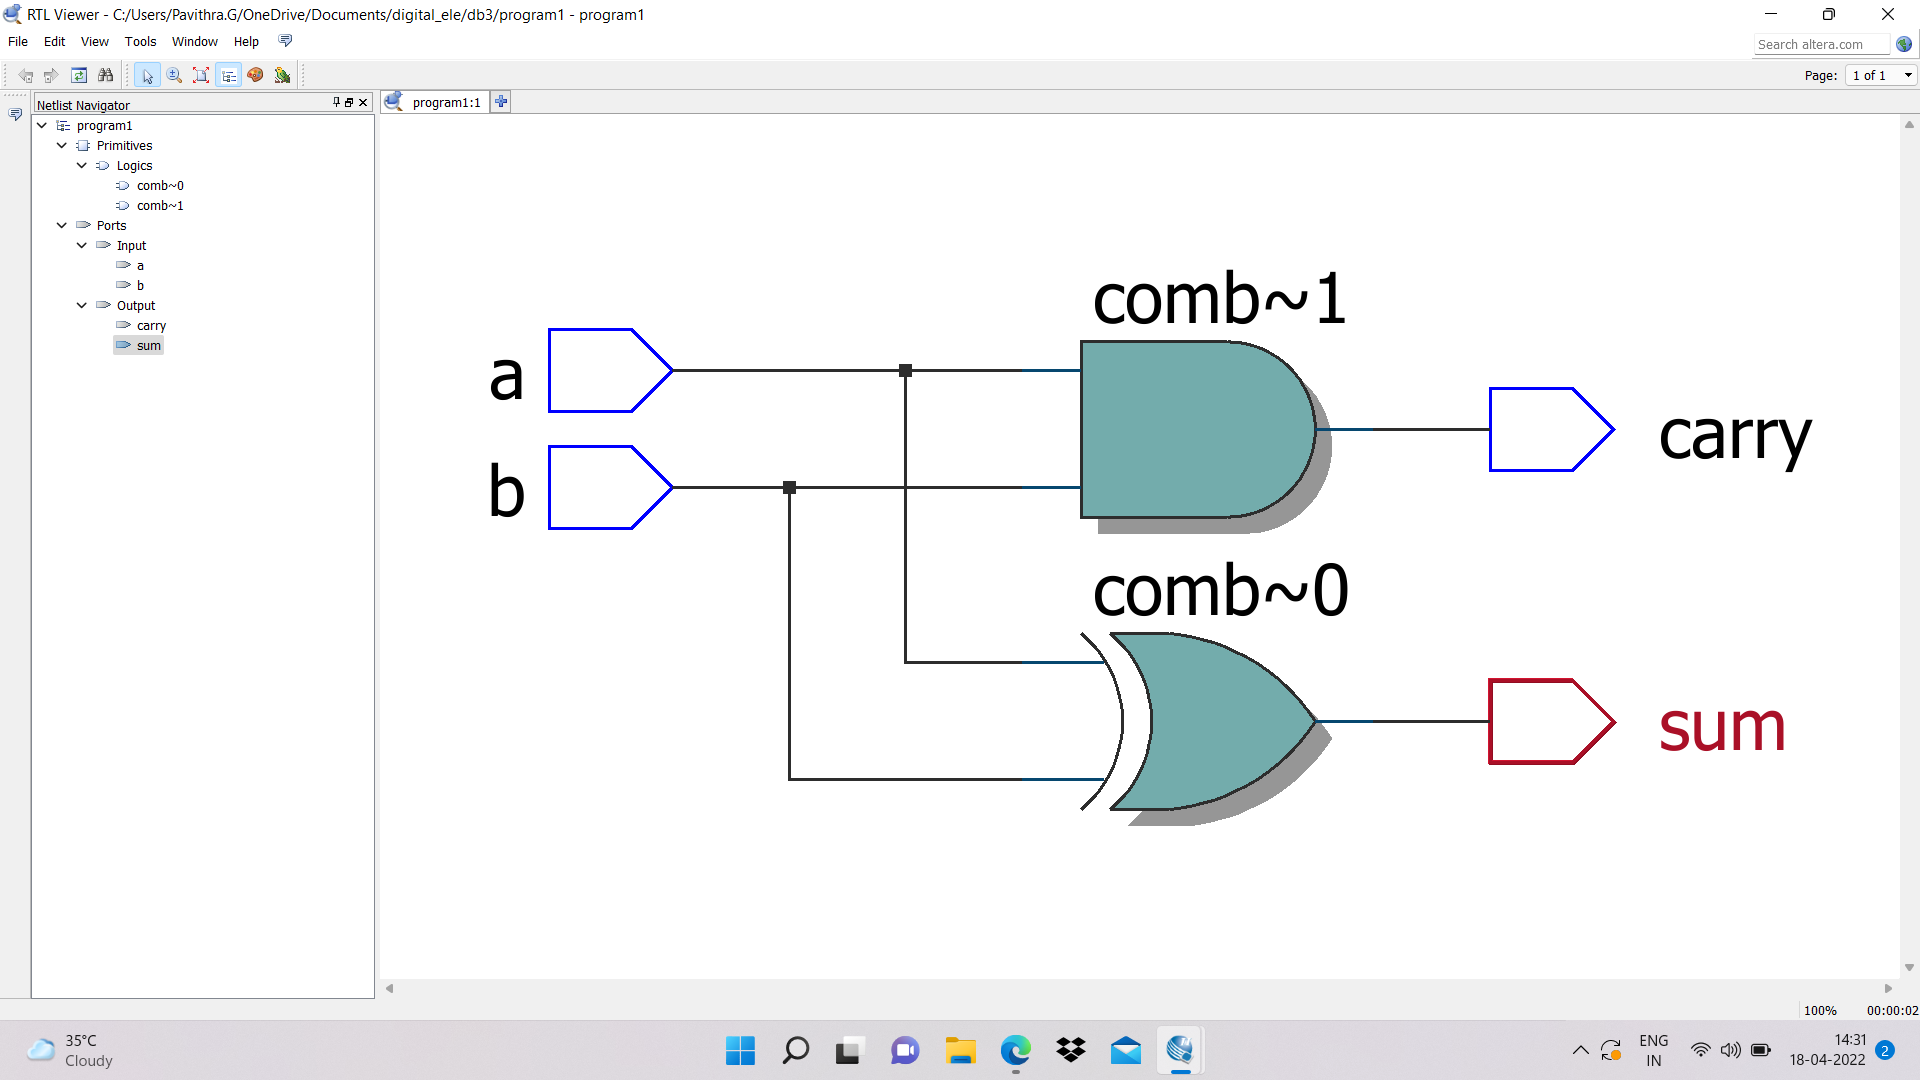 RTL Viewer - C:/Users/Pavithra.G/OneDrive/Documents/digital_ele/db3/program1 - program1
File Edit View Tools Window Help
Search altera.com
Page: 1 of 1
Netlist Navigator
program1:1
program1
Primitives
Logics
comb~0
comb~1
Ports
Input
a
b
Output
carry
sum
comb~1
a
carry
b
comb~0
sum
100% 00:00:02
35°C
Cloudy
ENG
IN
14:31
18-04-2022
2